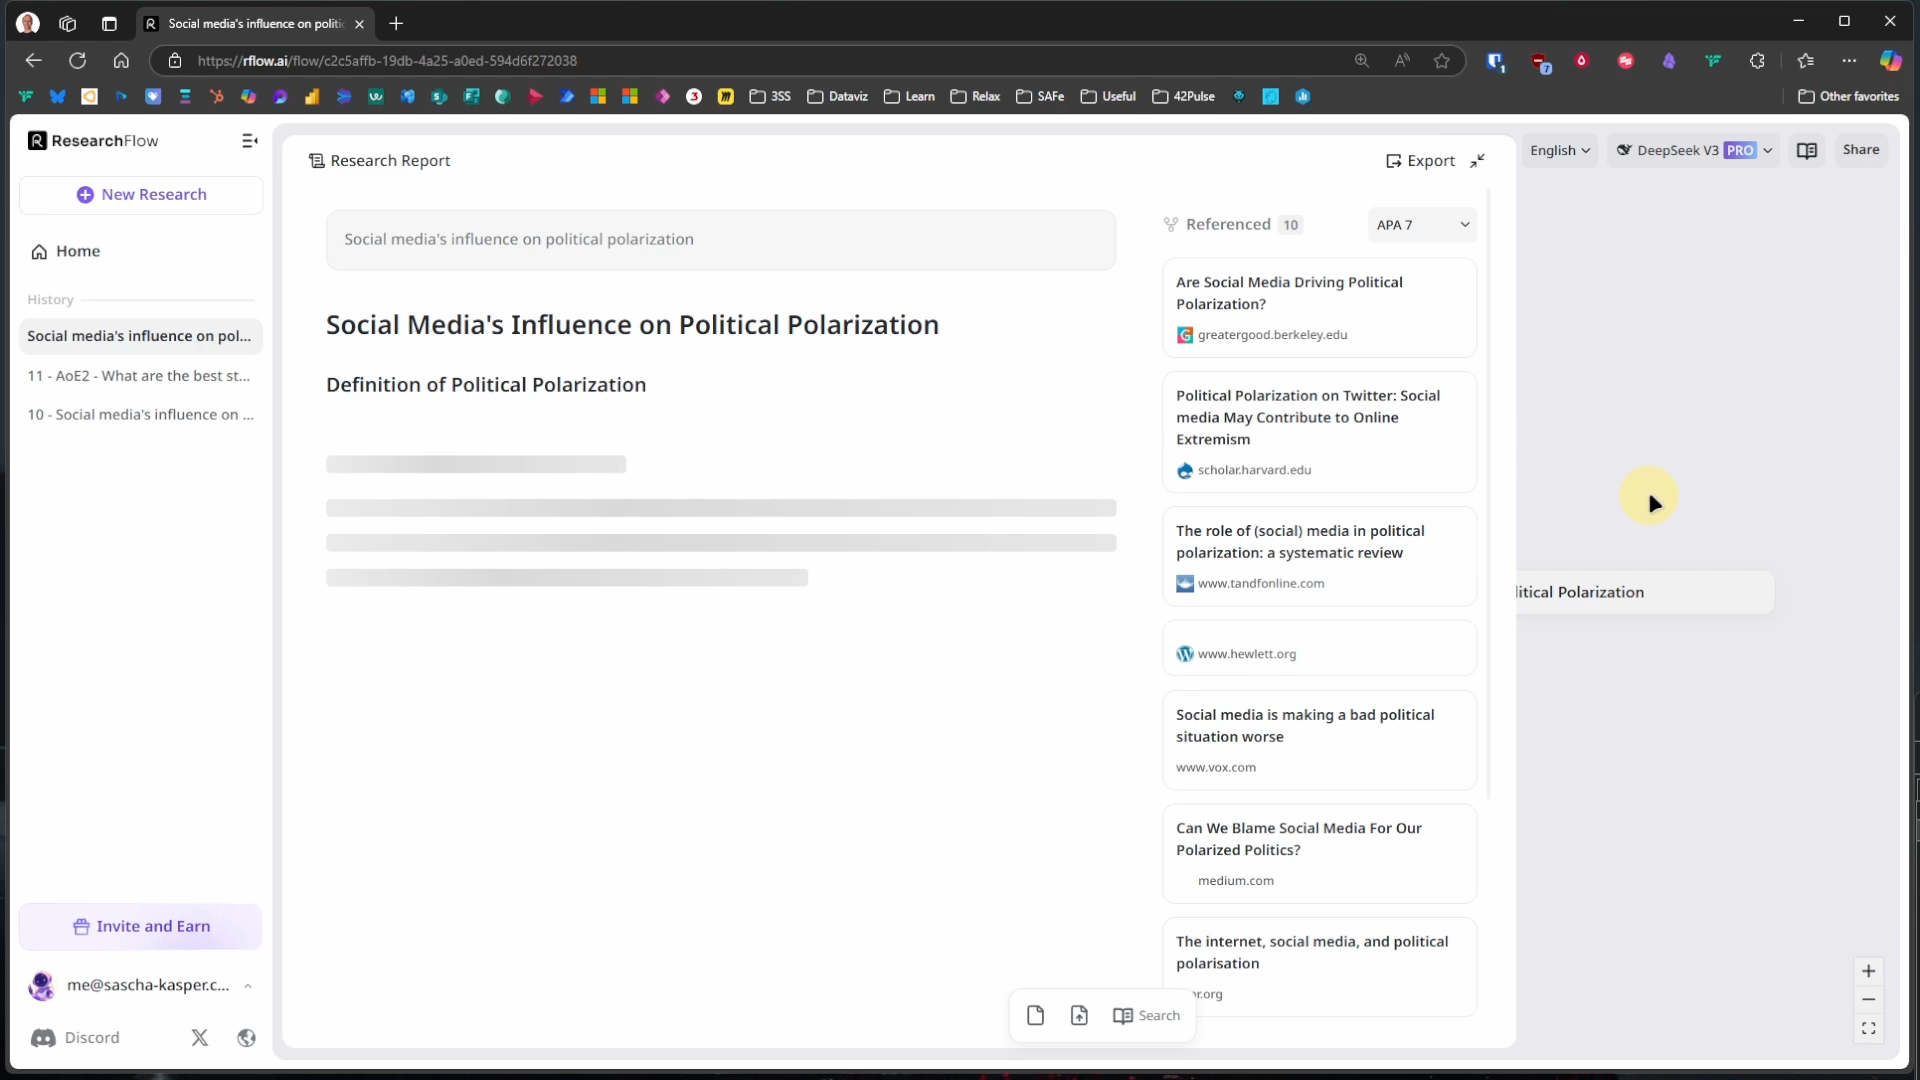 Social media's influence on politic
https://rflow.ai/flow/c2c5affb-19db-4a25-a0ed-594d6f272038
3SS
Dataviz
Learn
Relax
SAFe
Useful
42Pulse
Other favorites
ResearchFlow
New Research
Home
History
Social media's influence on pol...
11 - AoE2 - What are the best st...
10 - Social media's influence on ...
Invite and Earn
me@sascha-kasper.c...
Discord
Research Report
Export
Social media's influence on political polarization
Social Media's Influence on Political Polarization
Definition of Political Polarization
Referenced 10
APA 7
Are Social Media Driving Political
Polarization?
greatergood.berkeley.edu
Political Polarization on Twitter: Social
media May Contribute to Online
Extremism
scholar.harvard.edu
The role of (social) media in political
polarization: a systematic review
www.tandfonline.com
www.hewlett.org
Social media is making a bad political
situation worse
www.vox.com
Can We Blame Social Media For Our
Polarized Politics?
medium.com
The internet, social media, and political
polarisation
r.org
Search
English
DeepSeek V3 PRO
Share
litical Polarization